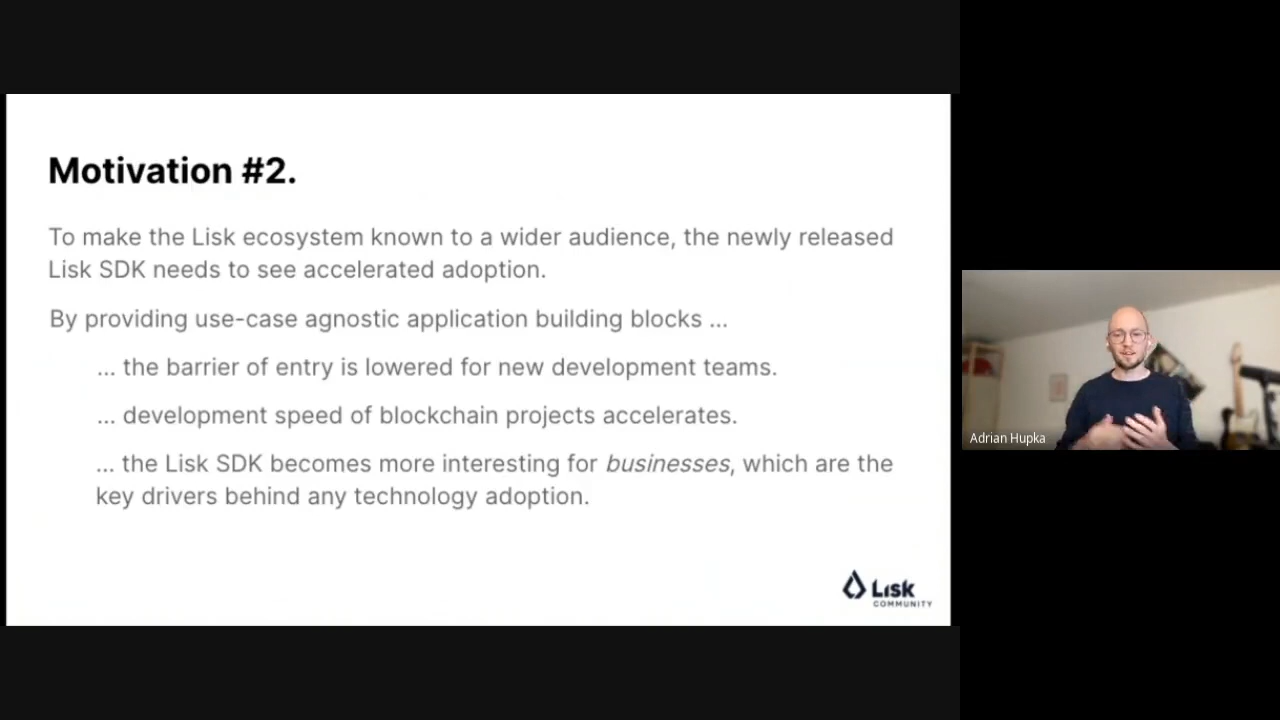 Motivation #2.
To make the Lisk ecosystem known to a wider audience, the newly released
Lisk SDK needs to see accelerated adoption.
By providing use-case agnostic application building blocks ...
... the barrier of entry is lowered for new development teams.
... development speed of blockchain projects accelerates.
... the Lisk SDK becomes more interesting for businesses, which are the
key drivers behind any technology adoption.
Lisk
COMMUNITY
Adrian Hupka